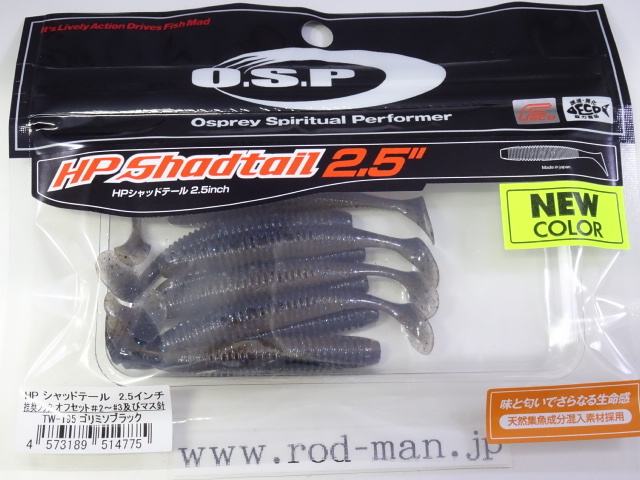 It's Lively Action Drives Fish Mad
O.S.P
Osprey Spiritual Performer
HP Shadtail 2.5"
HPシャッドテール 2.5inch
Made in Japan
NEW
COLOR
HP シャッドテール 2.5インチ
オフセット#2～#3及びマス針
TW-195 ゴリミソブラック
4 573189 514775
味と匂いでさらなる生命感
天然集魚成分混入素材採用
www.rod-man.jp